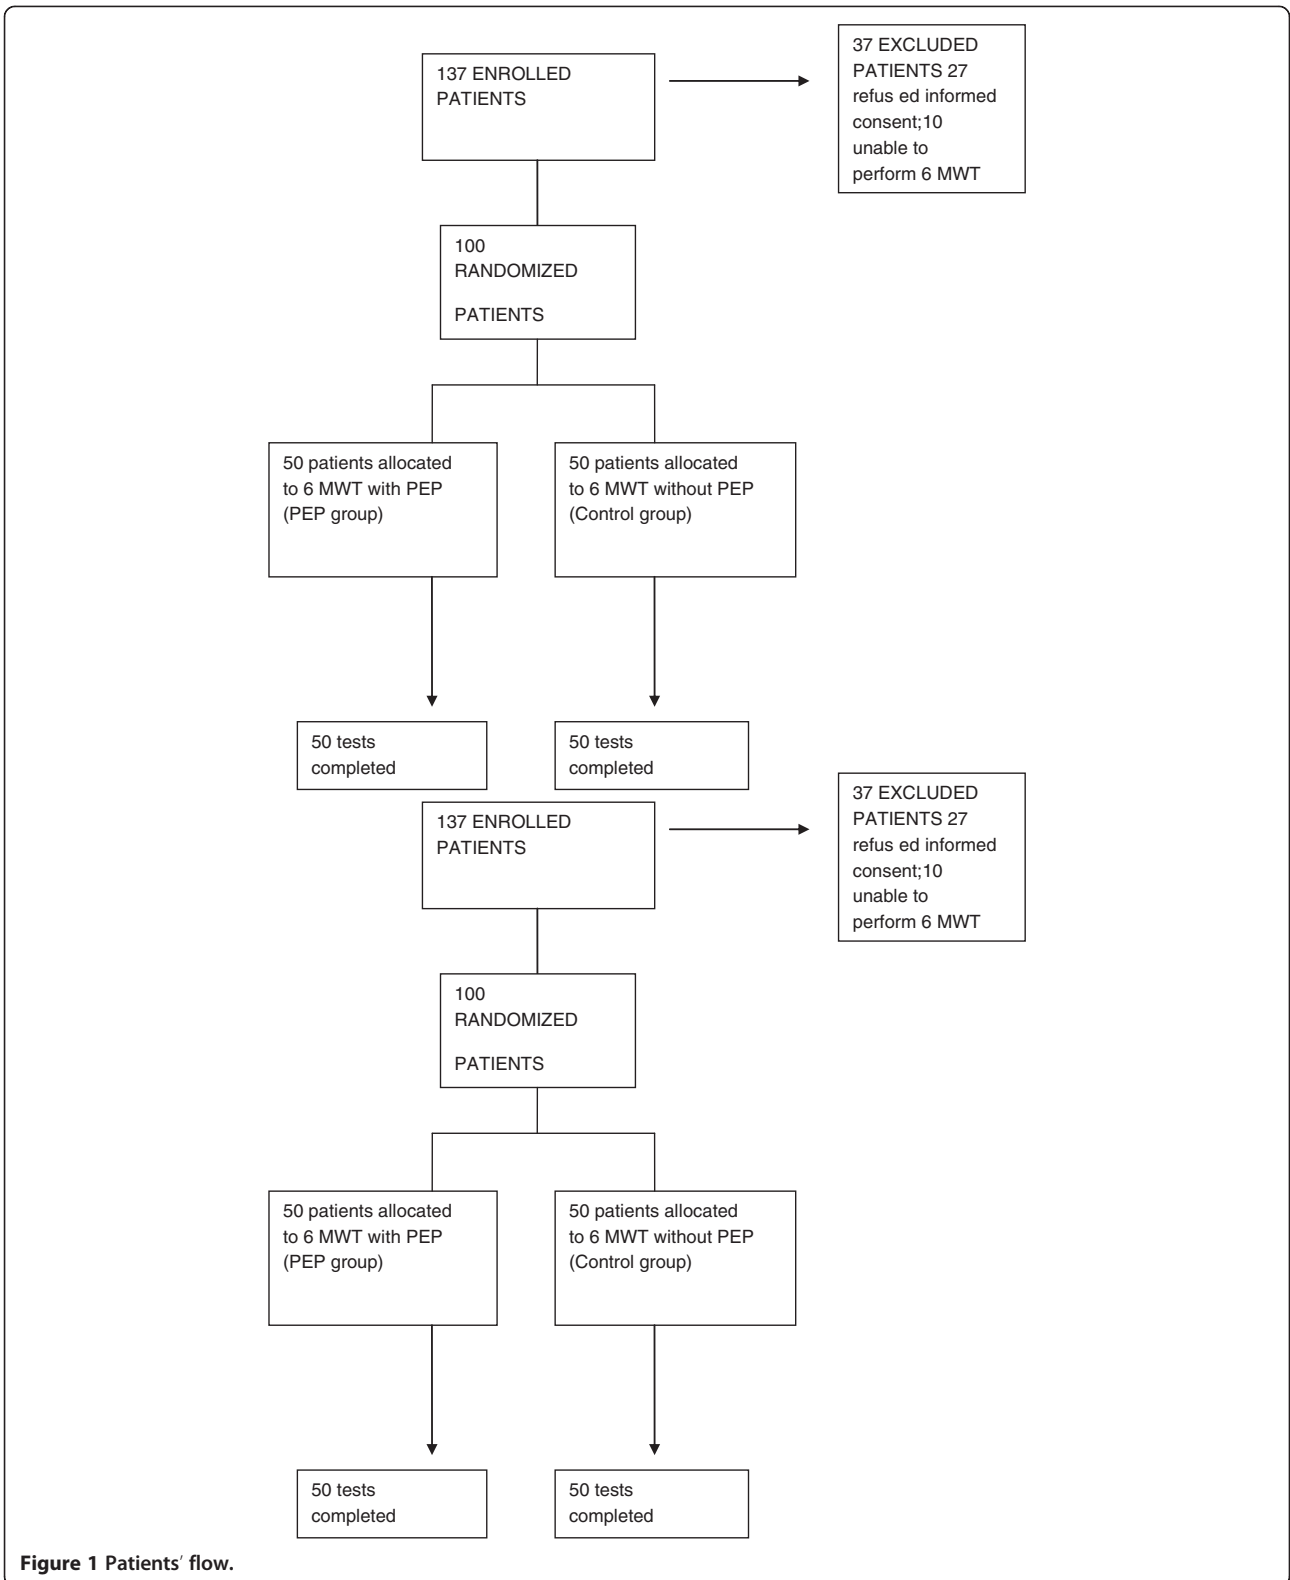 137 ENROLLED
PATIENTS
37 EXCLUDED
PATIENTS 27
refus ed informed
consent;10
unable to
perform 6 MWT
100
RANDOMIZED
PATIENTS
50 patients allocated
to 6 MWT with PEP
(PEP group)
50 patients allocated
to 6 MWT without PEP
(Control group)
50 tests
completed
50 tests
completed
137 ENROLLED
PATIENTS
37 EXCLUDED
PATIENTS 27
refus ed informed
consent;10
unable to
perform 6 MWT
100
RANDOMIZED
PATIENTS
50 patients allocated
to 6 MWT with PEP
(PEP group)
50 patients allocated
to 6 MWT without PEP
(Control group)
50 tests
completed
50 tests
completed
Figure 1 Patients' flow.